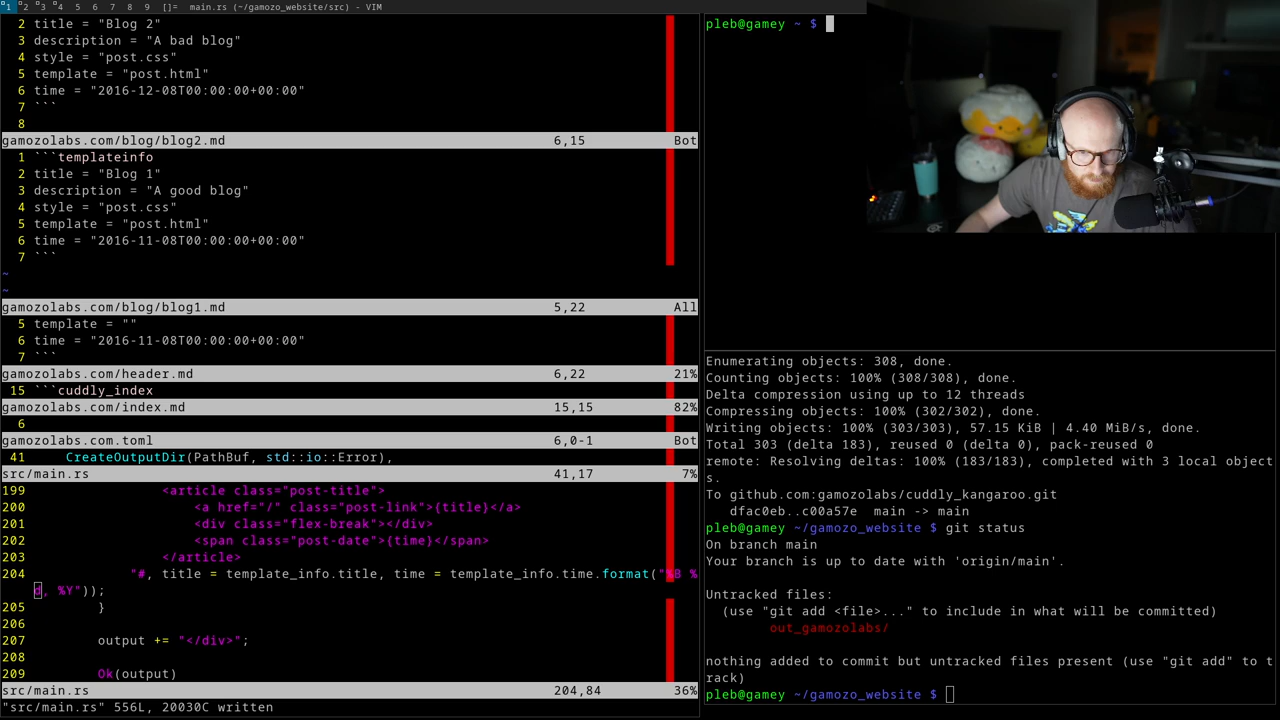 1 2 3 4 5 6 7 8 9 []= main.rs (~/gamozo_website/src) - VIM
2 title = "Blog 2"
3 description = "A bad blog"
4 style = "post.css"
5 template = "post.html"
6 time = "2016-12-08T00:00:00+00:00"
7 ```
8
gamozolabs.com/blog/blog2.md 6,15 Bot
1 ```templateinfo
2 title = "Blog 1"
3 description = "A good blog"
4 style = "post.css"
5 template = "post.html"
6 time = "2016-11-08T00:00:00+00:00"
7 ```
~
~
gamozolabs.com/blog/blog1.md 5,22 All
5 template = ""
6 time = "2016-11-08T00:00:00+00:00"
7 ```
gamozolabs.com/header.md 6,22 21%
15 ```cuddly_index
gamozolabs.com/index.md 15,15 82%
6
gamozolabs.com.toml 6,0-1 Bot
41 CreateOutputDir(PathBuf, std::io::Error),
src/main.rs 41,17 7%
199 <article class="post-title">
200 <a href="/" class="post-link">{title}</a>
201 <div class="flex-break"></div>
202 <span class="post-date">{time}</span>
203 </article>
204 "#, title = template_info.title, time = template_info.time.format("%B %
d, %Y"));
205 }
206
207 output += "</div>";
208
209 Ok(output)
src/main.rs 204,84 36%
"src/main.rs" 556L, 20030C written
pleb@gamey ~ $
Enumerating objects: 308, done.
Counting objects: 100% (308/308), done.
Delta compression using up to 12 threads
Compressing objects: 100% (302/302), done.
Writing objects: 100% (303/303), 57.15 KiB | 4.40 MiB/s, done.
Total 303 (delta 183), reused 0 (delta 0), pack-reused 0
remote: Resolving deltas: 100% (183/183), completed with 3 local object
s.
To github.com:gamozolabs/cuddly_kangaroo.git
dfac0eb..c00a57e main -> main
pleb@gamey ~/gamozo_website $ git status
On branch main
Your branch is up to date with 'origin/main'.
Untracked files:
(use "git add <file>..." to include in what will be committed)
out_gamozolabs/
nothing added to commit but untracked files present (use "git add" to t
rack)
pleb@gamey ~/gamozo_website $